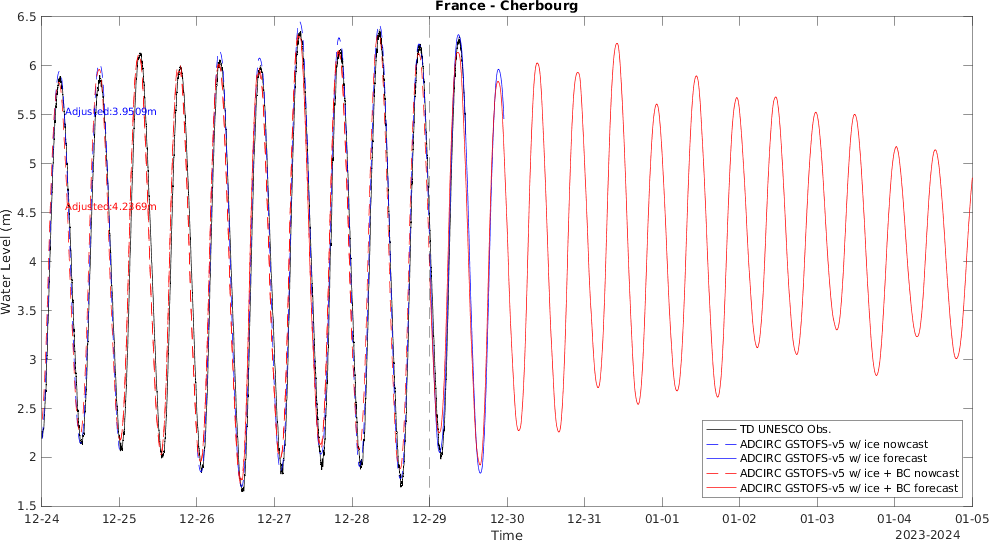 France - Cherbourg
6.5
6
5.5
5
4.5
4
3.5
3
2.5
2
1.5
Water Level (m)
Adjusted:3.9509m
Adjusted:4.2369m
TD UNESCO Obs.
ADCIRC GSTOFS-v5 w/ ice nowcast
ADCIRC GSTOFS-v5 w/ ice forecast
ADCIRC GSTOFS-v5 w/ ice + BC nowcast
ADCIRC GSTOFS-v5 w/ ice + BC forecast
12-24 12-25 12-26 12-27 12-28 12-29 12-30 12-31 01-01 01-02 01-03 01-04 01-05
Time
2023-2024